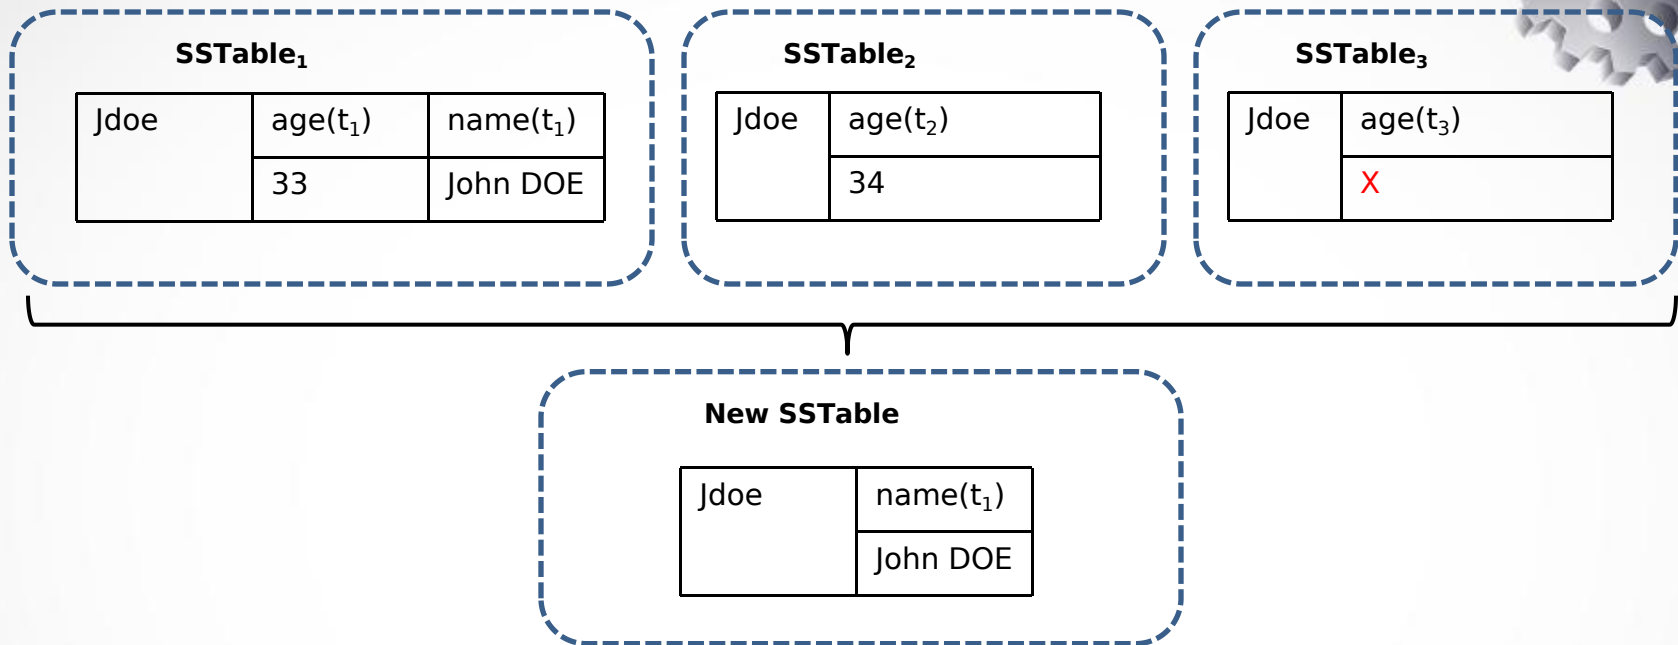 SSTable₁
Jdoe age(t₁) name(t₁)
33 John DOE
SSTable₂
Jdoe age(t₂)
34
SSTable₃
Jdoe age(t₃)
X
New SSTable
Jdoe name(t₁)
John DOE